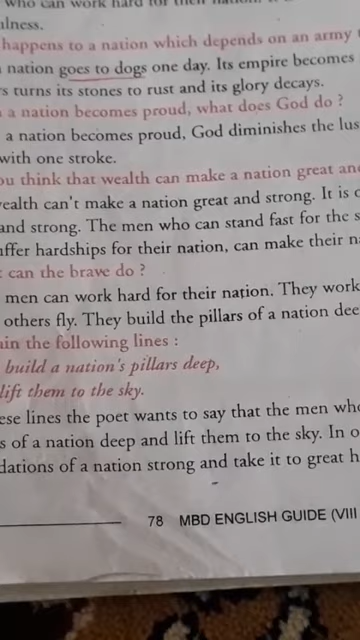 who can work hard for their nation.
ulness.
happens to a nation which depends on an army
nation goes to dogs one day. Its empire becomes
rs turns its stones to rust and its glory decays.
a nation becomes proud, what does God do ?
a nation becomes proud, God diminishes the lus
with one stroke.
ou think that wealth can make a nation great an
ealth can't make a nation great and strong. It is
and strong. The men who can stand fast for the s
uffer hardships for their nation, can make their n
can the brave do ?
men can work hard for their nation. They work
others fly. They build the pillars of a nation dee
in the following lines :
build a nation's pillars deep,
lift them to the sky.
ese lines the poet wants to say that the men wh
s of a nation deep and lift them to the sky. In o
dations of a nation strong and take it to great h
78 MBD ENGLISH GUIDE (VIII